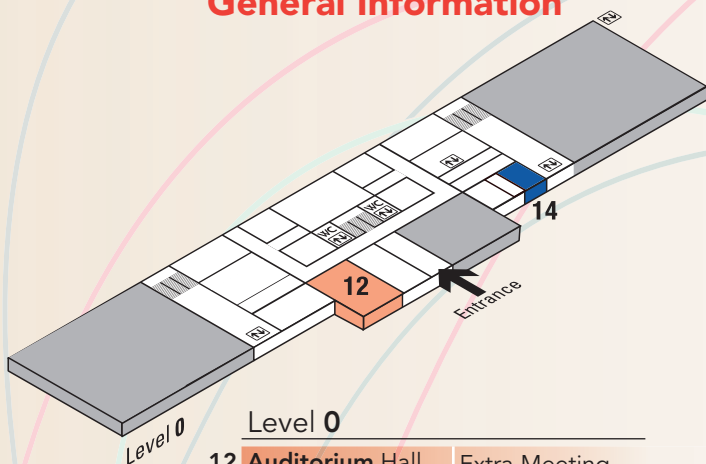 General Information
WC
WC
14
12
Entrance
Level 0
Level 0
12 Auditorium Hall Extra Meeting